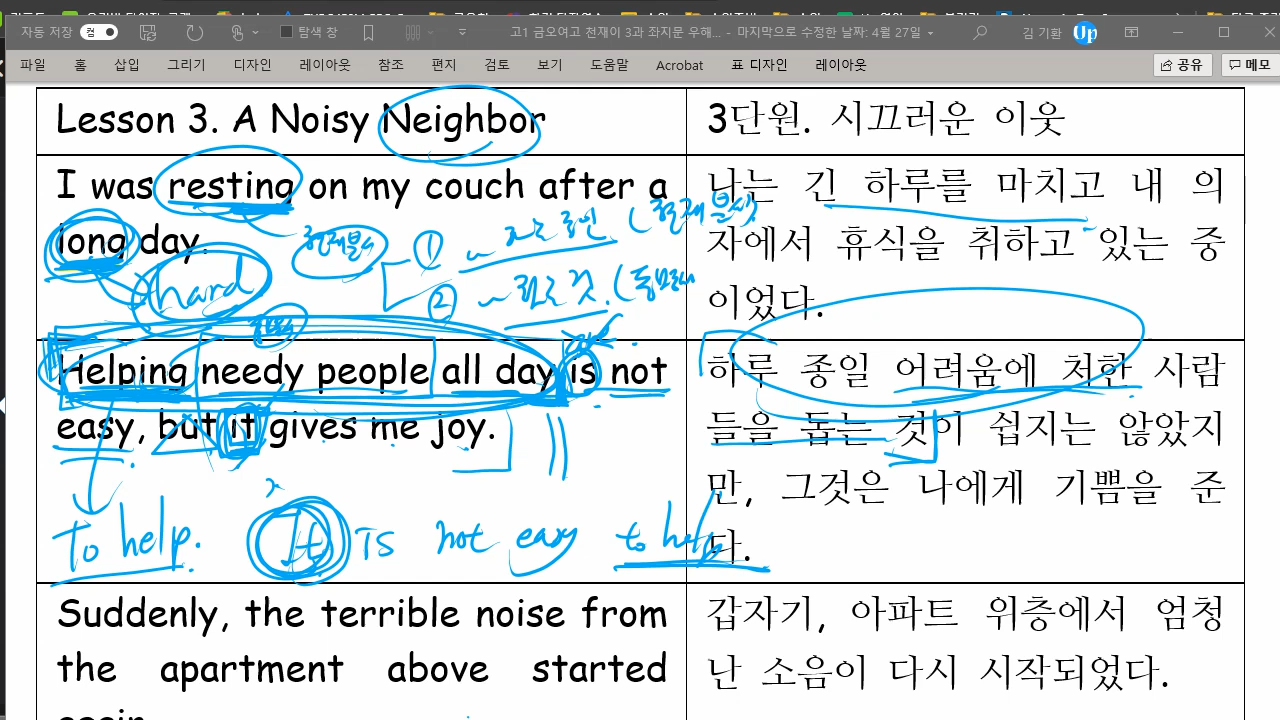 자동 저장 컴 탐색 창 고1 금오여고 천재이 3과 좌지문 우해... – 마지막으로 수정한 날짜: 4월 27일 김 기환 Up
파일 홈 삽입 그리기 디자인 레이아웃 참조 편지 검토 보기 도움말 Acrobat 표 디자인 레이아웃 공유 메모
Lesson 3. A Noisy Neighbor
3단원. 시끄러운 이웃
I was resting on my couch after a
long day.
hard
① ~
② ~
나는 긴 하루를 마치고 내 의
자에서 휴식을 취하고 있는 중
이었다.
Helping needy people all day is not
easy, but it gives me joy.
to help. It is not easy to help
하루 종일 어려움에 처한 사람
들을 돕는 것이 쉽지는 않았지
만, 그것은 나에게 기쁨을 준
다.
Suddenly, the terrible noise from
the apartment above started
갑자기, 아파트 위층에서 엄청
난 소음이 다시 시작되었다.